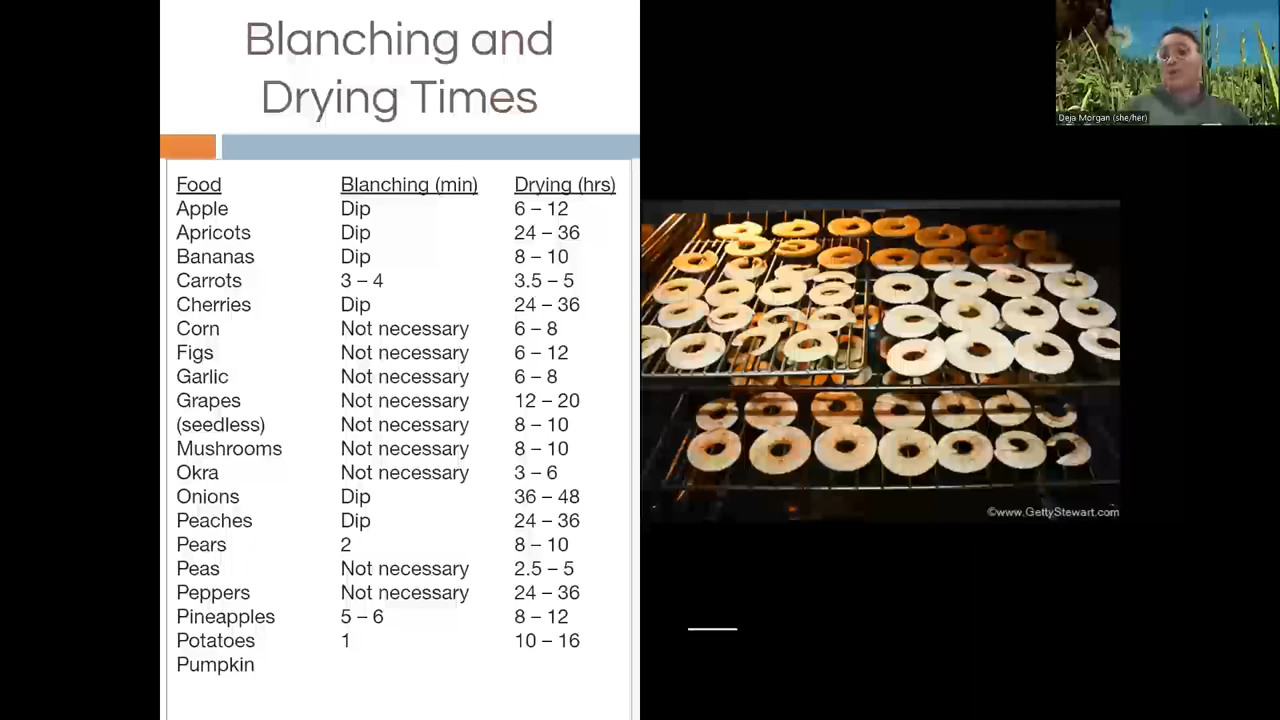 Blanching and
Drying Times
Food Blanching (min) Drying (hrs)
Apple Dip 6 – 12
Apricots Dip 24 – 36
Bananas Dip 8 – 10
Carrots 3 – 4 3.5 – 5
Cherries Dip 24 – 36
Corn Not necessary 6 – 8
Figs Not necessary 6 – 12
Garlic Not necessary 6 – 8
Grapes Not necessary 12 – 20
(seedless) Not necessary 8 – 10
Mushrooms Not necessary 8 – 10
Okra Not necessary 3 – 6
Onions Dip 36 – 48
Peaches Dip 24 – 36
Pears 2 8 – 10
Peas Not necessary 2.5 – 5
Peppers Not necessary 24 – 36
Pineapples 5 – 6 8 – 12
Potatoes 1 10 – 16
Pumpkin
©www.GettyStewart.com
Deja Morgan (she/her)